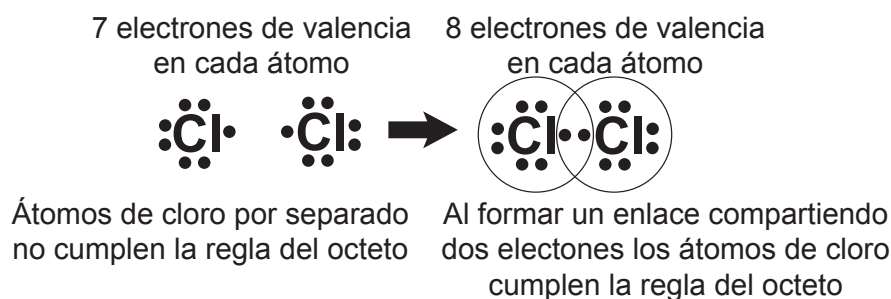 7 electrones de valencia
en cada átomo
8 electrones de valencia
en cada átomo
Cl Cl Cl Cl
Átomos de cloro por separado
no cumplen la regla del octeto
Al formar un enlace compartiendo
dos electones los átomos de cloro
cumplen la regla del octeto